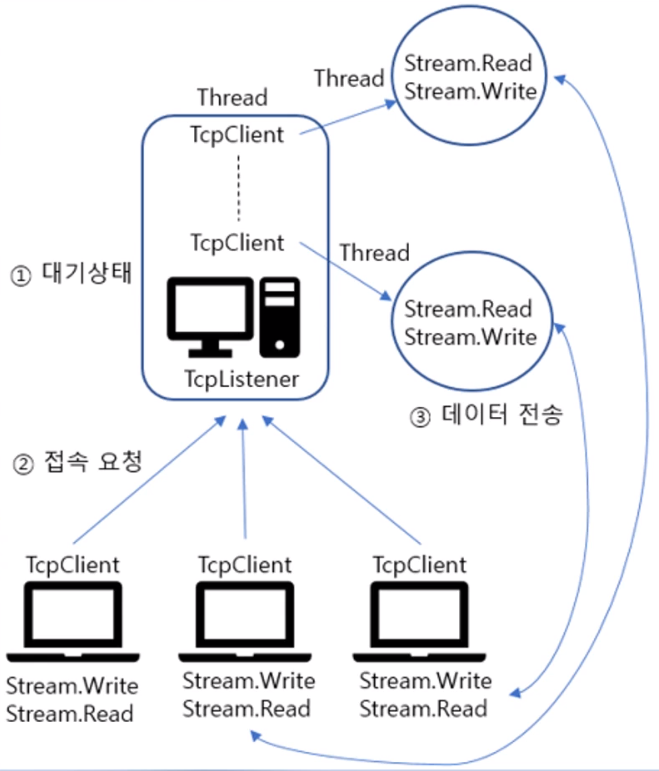 Stream.Read
Stream.Write
Thread
Thread
TcpClient
TcpClient
Thread
① 대기상태
Stream.Read
Stream.Write
TcpListener
③ 데이터 전송
② 접속 요청
TcpClient
TcpClient
TcpClient
Stream.Write
Stream.Read
Stream.Write
Stream.Read
Stream.Write
Stream.Read